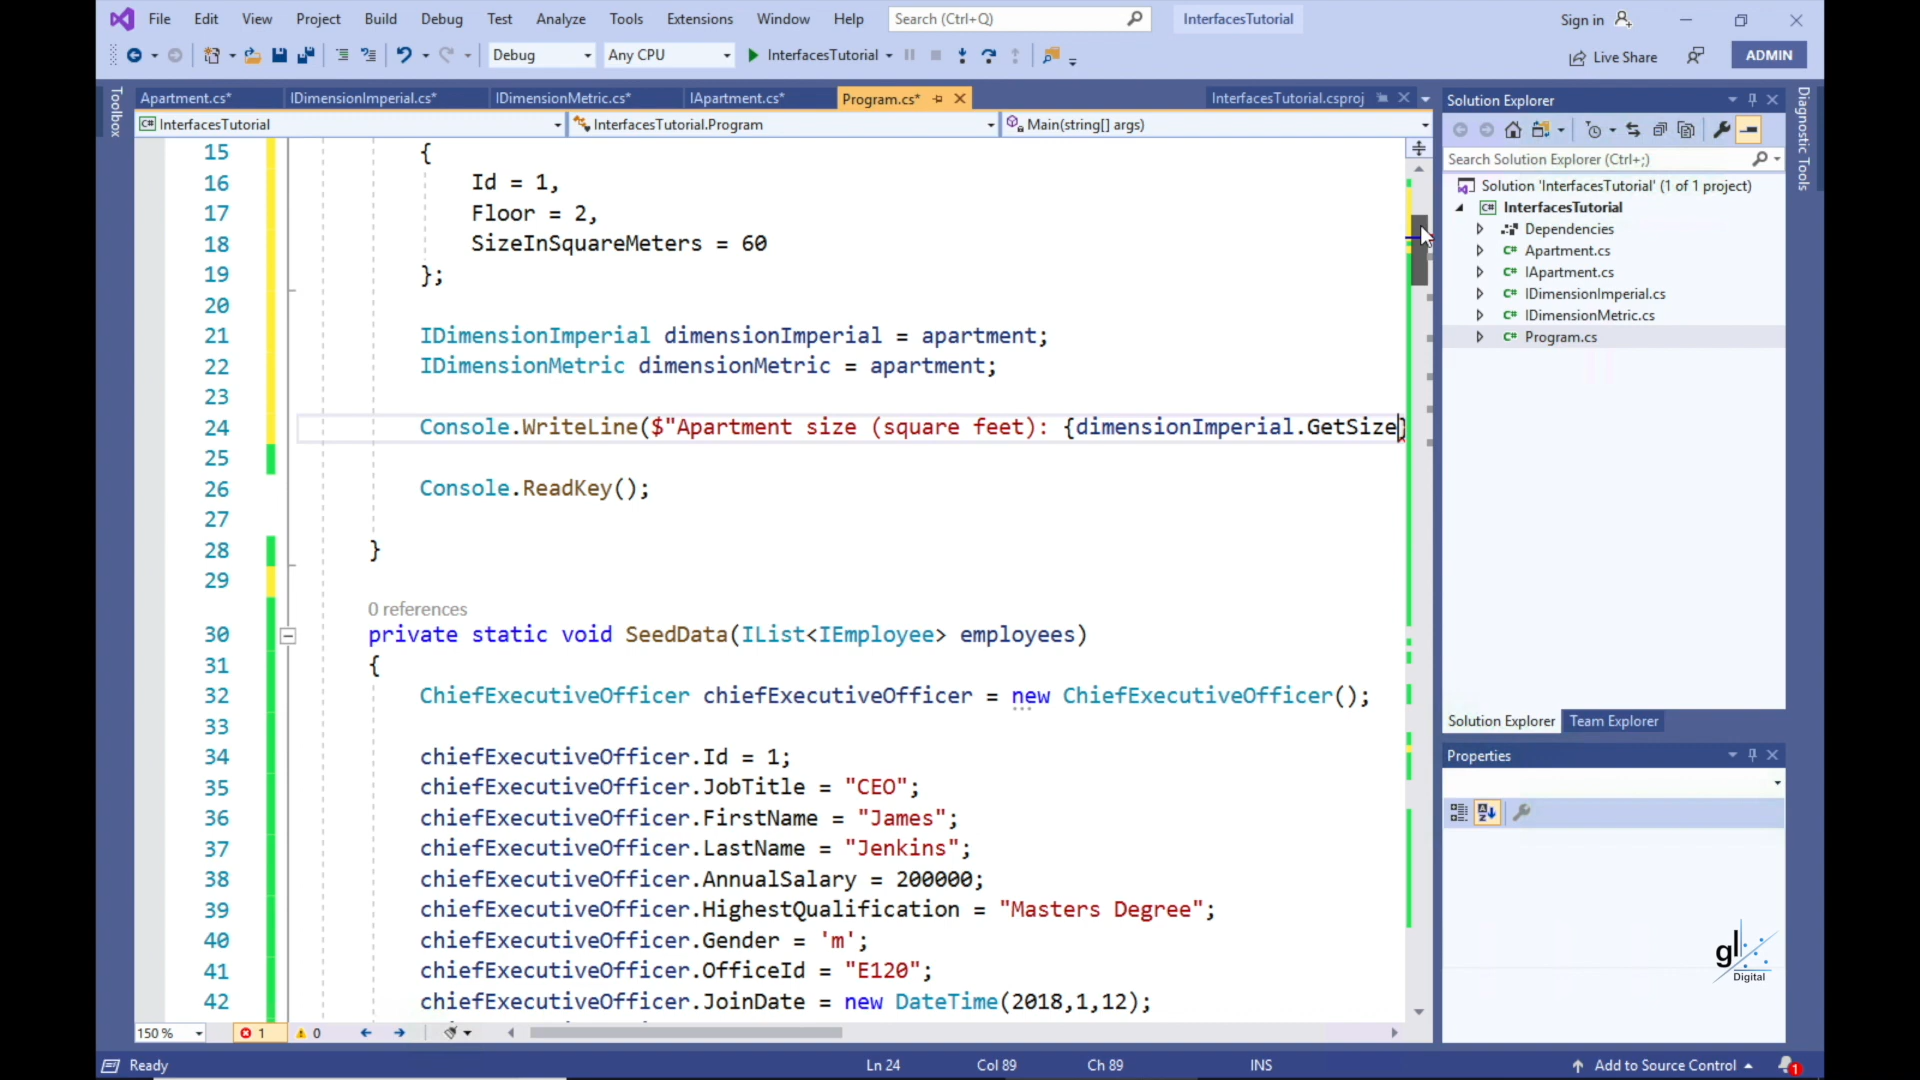 File Edit View Project Build Debug Test Analyze Tools Extensions Window Help Search (Ctrl+Q) InterfacesTutorial Sign in
Debug Any CPU InterfacesTutorial Live Share ADMIN
Toolbox
Apartment.cs* IDimensionImperial.cs* IDimensionMetric.cs* IApartment.cs* Program.cs* InterfacesTutorial.csproj
InterfacesTutorial InterfacesTutorial.Program Main(string[] args)
15 {
16 Id = 1,
17 Floor = 2,
18 SizeInSquareMeters = 60
19 };
20
21 IDimensionImperial dimensionImperial = apartment;
22 IDimensionMetric dimensionMetric = apartment;
23
24 Console.WriteLine($"Apartment size (square feet): {dimensionImperial.GetSize}
25
26 Console.ReadKey();
27
28 }
29
0 references
30 private static void SeedData(IList<IEmployee> employees)
31 {
32 ChiefExecutiveOfficer chiefExecutiveOfficer = new ChiefExecutiveOfficer();
33
34 chiefExecutiveOfficer.Id = 1;
35 chiefExecutiveOfficer.JobTitle = "CEO";
36 chiefExecutiveOfficer.FirstName = "James";
37 chiefExecutiveOfficer.LastName = "Jenkins";
38 chiefExecutiveOfficer.AnnualSalary = 200000;
39 chiefExecutiveOfficer.HighestQualification = "Masters Degree";
40 chiefExecutiveOfficer.Gender = 'm';
41 chiefExecutiveOfficer.OfficeId = "E120";
42 chiefExecutiveOfficer.JoinDate = new DateTime(2018,1,12);
150 % 1 0
Solution Explorer
Search Solution Explorer (Ctrl+;)
Solution 'InterfacesTutorial' (1 of 1 project)
C# InterfacesTutorial
Dependencies
C# Apartment.cs
C# IApartment.cs
C# IDimensionImperial.cs
C# IDimensionMetric.cs
C# Program.cs
Solution Explorer Team Explorer
Properties
Diagnostic Tools
gl
Digital
Ready Ln 24 Col 89 Ch 89 INS Add to Source Control 1